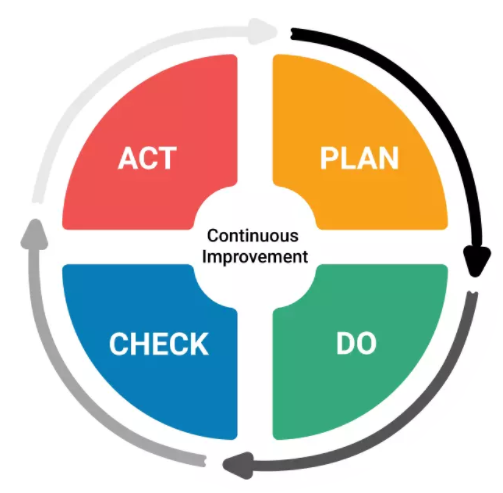 ACT
PLAN
Continuous
Improvement
CHECK
DO